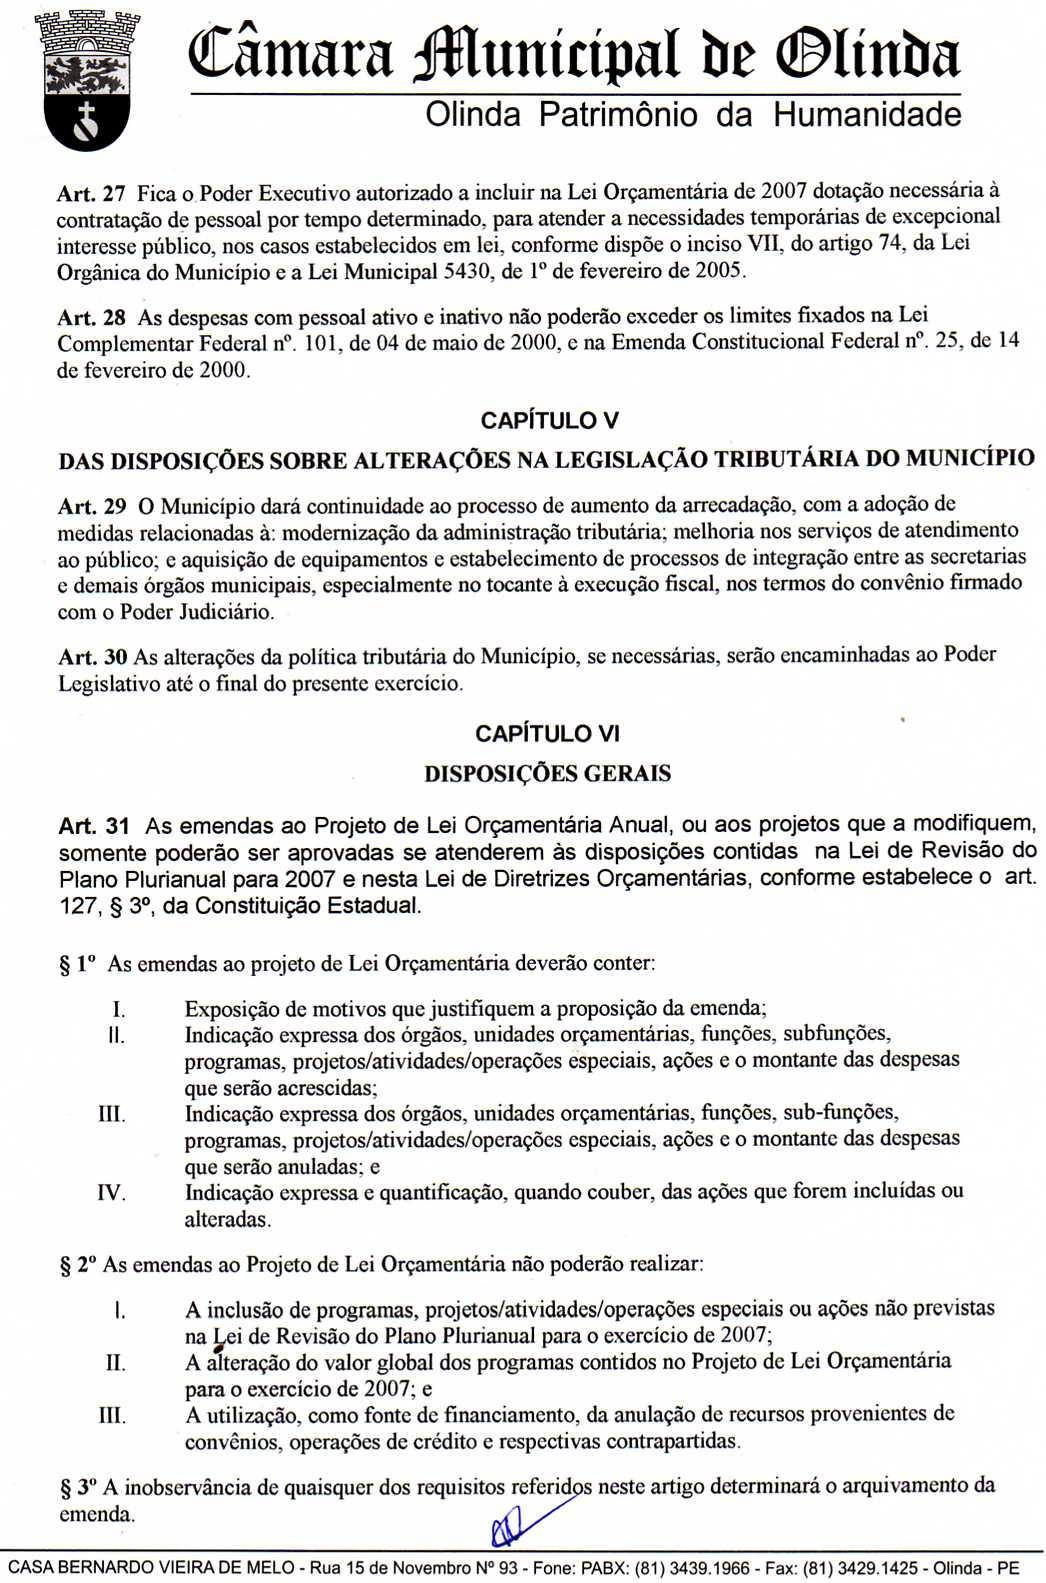 Câmara Municipal de Olinda
Olinda Patrimônio da Humanidade
Art. 27 Fica o Poder Executivo autorizado a incluir na Lei Orçamentária de 2007 dotação necessária à
contratação de pessoal por tempo determinado, para atender a necessidades temporárias de excepcional
interesse público, nos casos estabelecidos em lei, conforme dispõe o inciso VII, do artigo 74, da Lei
Orgânica do Município e a Lei Municipal 5430, de 1º de fevereiro de 2005.
Art. 28 As despesas com pessoal ativo e inativo não poderão exceder os limites fixados na Lei
Complementar Federal nº. 101, de 04 de maio de 2000, e na Emenda Constitucional Federal nº. 25, de 14
de fevereiro de 2000.
CAPÍTULO V
DAS DISPOSIÇÕES SOBRE ALTERAÇÕES NA LEGISLAÇÃO TRIBUTÁRIA DO MUNICÍPIO
Art. 29 O Município dará continuidade ao processo de aumento da arrecadação, com a adoção de
medidas relacionadas à: modernização da administração tributária; melhoria nos serviços de atendimento
ao público; e aquisição de equipamentos e estabelecimento de processos de integração entre as secretarias
e demais órgãos municipais, especialmente no tocante à execução fiscal, nos termos do convênio firmado
com o Poder Judiciário.
Art. 30 As alterações da política tributária do Município, se necessárias, serão encaminhadas ao Poder
Legislativo até o final do presente exercício.
CAPÍTULO VI
DISPOSIÇÕES GERAIS
Art. 31 As emendas ao Projeto de Lei Orçamentária Anual, ou aos projetos que a modifiquem,
somente poderão ser aprovadas se atenderem às disposições contidas na Lei de Revisão do
Plano Plurianual para 2007 e nesta Lei de Diretrizes Orçamentárias, conforme estabelece o art.
127, § 3º, da Constituição Estadual.
§ 1º As emendas ao projeto de Lei Orçamentária deverão conter:
I. Exposição de motivos que justifiquem a proposição da emenda;
II. Indicação expressa dos órgãos, unidades orçamentárias, funções, subfunções,
programas, projetos/atividades/operações especiais, ações e o montante das despesas
que serão acrescidas;
III. Indicação expressa dos órgãos, unidades orçamentárias, funções, sub-funções,
programas, projetos/atividades/operações especiais, ações e o montante das despesas
que serão anuladas; e
IV. Indicação expressa e quantificação, quando couber, das ações que forem incluídas ou
alteradas.
§ 2º As emendas ao Projeto de Lei Orçamentária não poderão realizar:
I. A inclusão de programas, projetos/atividades/operações especiais ou ações não previstas
na Lei de Revisão do Plano Plurianual para o exercício de 2007;
II. A alteração do valor global dos programas contidos no Projeto de Lei Orçamentária
para o exercício de 2007; e
III. A utilização, como fonte de financiamento, da anulação de recursos provenientes de
convênios, operações de crédito e respectivas contrapartidas.
§ 3º A inobservância de quaisquer dos requisitos referidos neste artigo determinará o arquivamento da
emenda.
CASA BERNARDO VIEIRA DE MELO - Rua 15 de Novembro Nº 93 - Fone: PABX: (81) 3439.1966 - Fax: (81) 3429.1425 - Olinda - PE